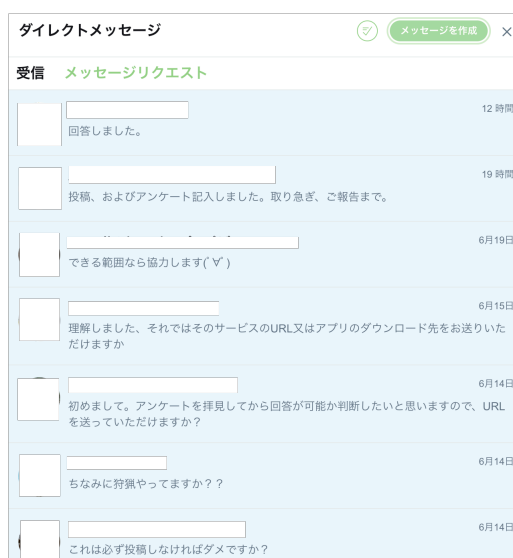 ダイレクトメッセージ
メッセージを作成
受信 メッセージリクエスト
12 時間
回答しました。
19 時間
投稿、およびアンケート記入しました。取り急ぎ、ご報告まで。
6月19日
できる範囲なら協力します(´∀`)
6月15日
理解しました、それではそのサービスのURL又はアプリのダウンロード先をお送りいた
だけますか
6月14日
初めまして。アンケートを拝見してから回答が可能か判断したいと思いますので、URL
を送っていただけますか？
6月14日
ちなみに狩猟やってますか？？
6月14日
これは必ず投稿しなければダメですか？